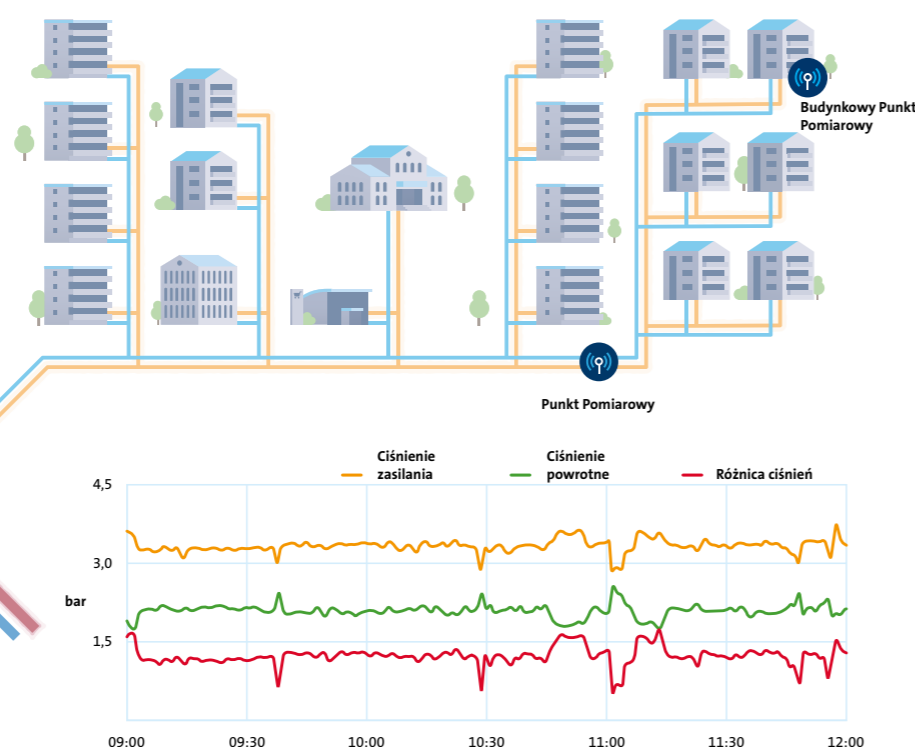 Budynkowy Punkt
Pomiarowy
Punkt Pomiarowy
Ciśnienie
zasilania
Ciśnienie
powrotne
Różnica ciśnień
4,5
3,0
bar
1,5
09:00 09:30 10:00 10:30 11:00 11:30 12:00